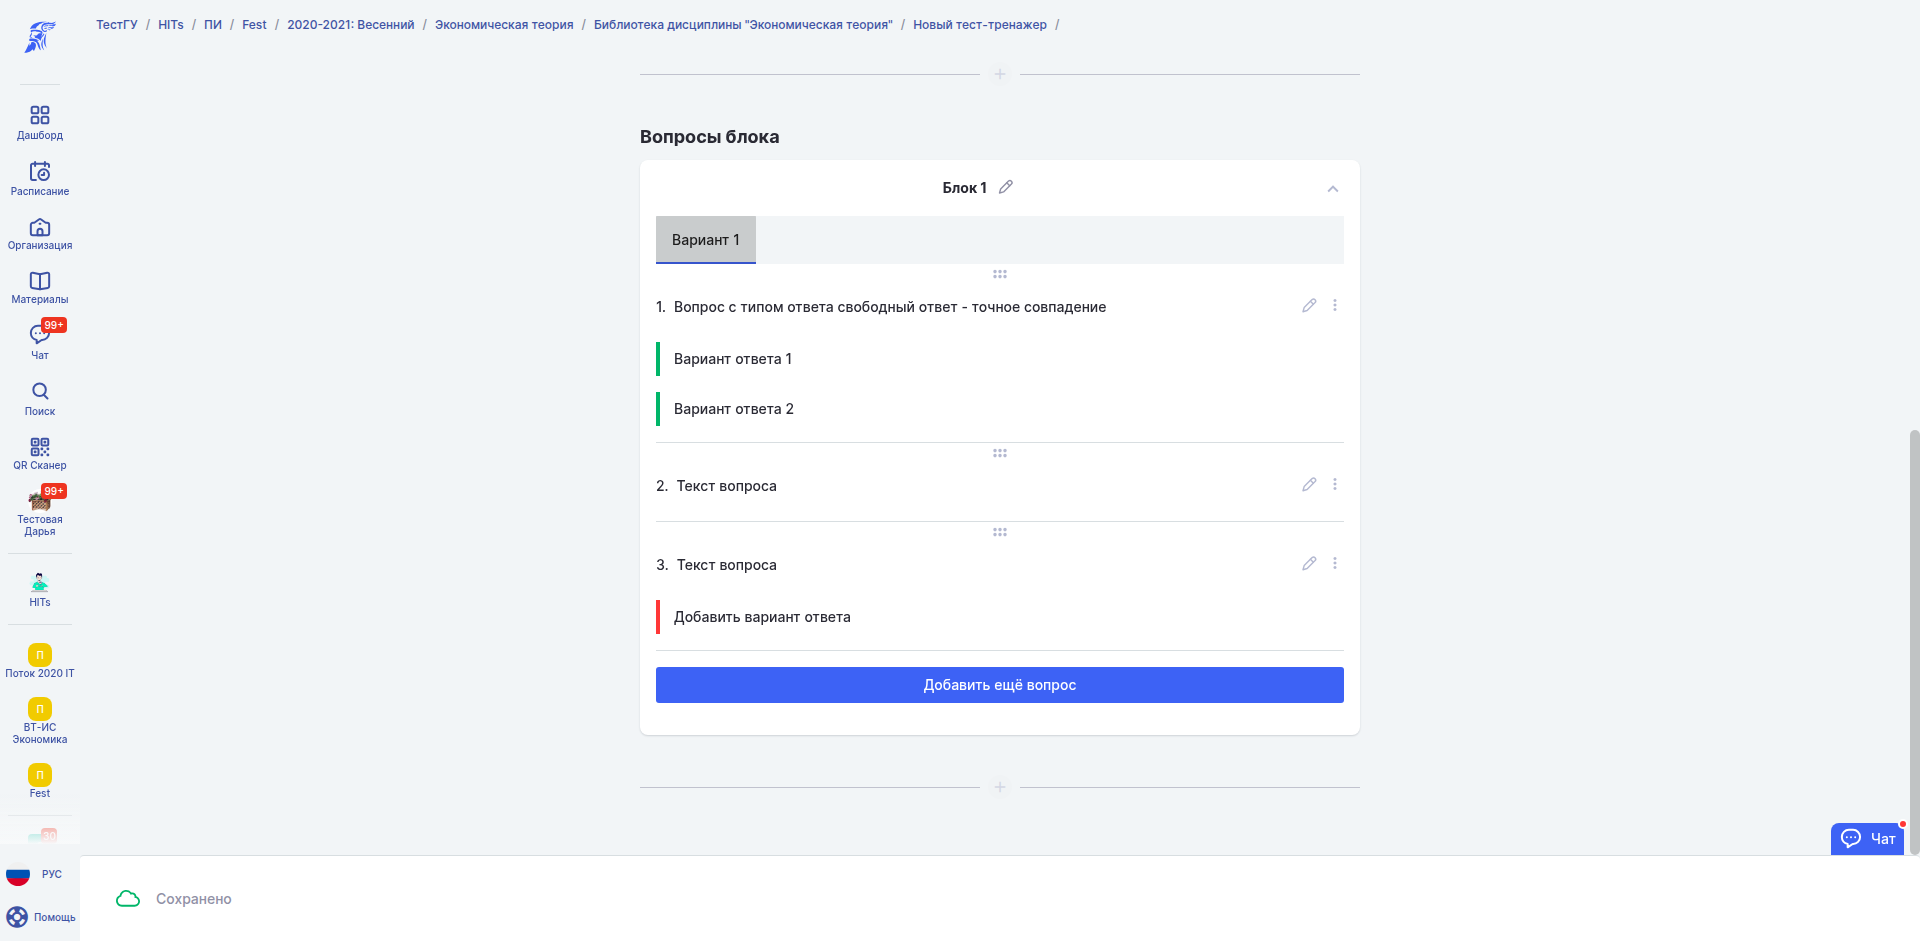 ТестГУ / HITs / ПИ / Fest / 2020-2021: Весенний / Экономическая теория / Библиотека дисциплины "Экономическая теория" / Новый тест-тренажер /
Дашборд
Расписание
Организация
Материалы
99+
Чат
Поиск
QR Сканер
99+
Тестовая
Дарья
HITs
П
Поток 2020 IT
П
ВТ-ИС
Экономика
П
Fest
30
РУС
Помощь
Вопросы блока
Блок 1
Вариант 1
1. Вопрос с типом ответа свободный ответ - точное совпадение
Вариант ответа 1
Вариант ответа 2
2. Текст вопроса
3. Текст вопроса
Добавить вариант ответа
Добавить ещё вопрос
Чат
Сохранено